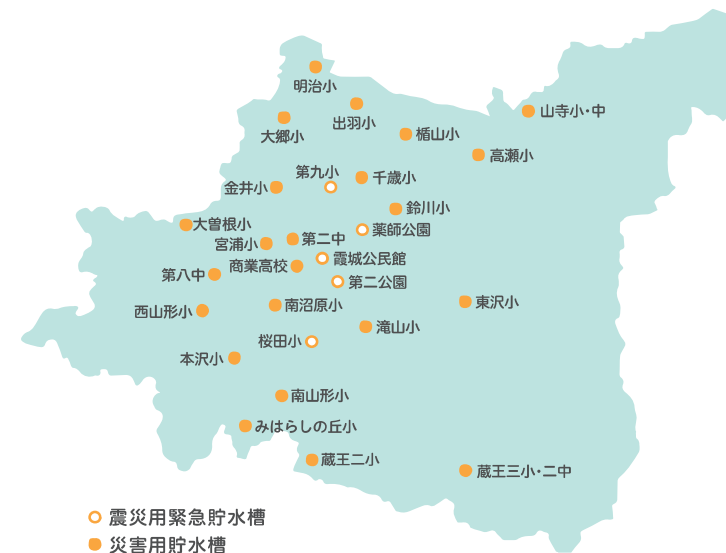 明治小
出羽小
大郷小
楯山小
山寺小・中
高瀬小
第九小
千歳小
金井小
鈴川小
大曽根小
薬師公園
第二中
宮浦小
霞城公民館
商業高校
第八中
第二公園
東沢小
南沼原小
西山形小
滝山小
桜田小
本沢小
南山形小
みはらしの丘小
蔵王二小
蔵王三小・二中
震災用緊急貯水槽
災害用貯水槽